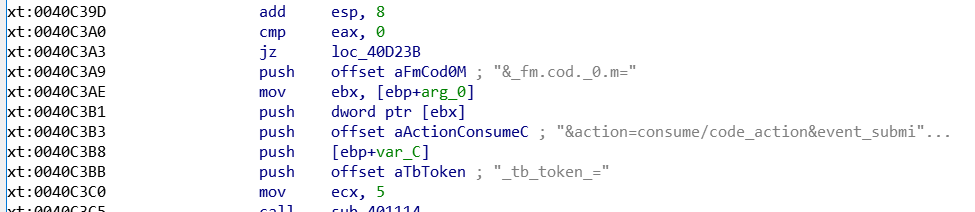 xt:0040C39D add esp, 8
xt:0040C3A0 cmp eax, 0
xt:0040C3A3 jz loc_40D23B
xt:0040C3A9 push offset aFmCod0M ; "&_fm.cod._0.m="
xt:0040C3AE mov ebx, [ebp+arg_0]
xt:0040C3B1 push dword ptr [ebx]
xt:0040C3B3 push offset aActionConsumeC ; "&action=consume/code_action&event_submi"...
xt:0040C3B8 push [ebp+var_C]
xt:0040C3BB push offset aTbToken ; "_tb_token_="
xt:0040C3C0 mov ecx, 5
xt:0040C3C5 call sub_401114